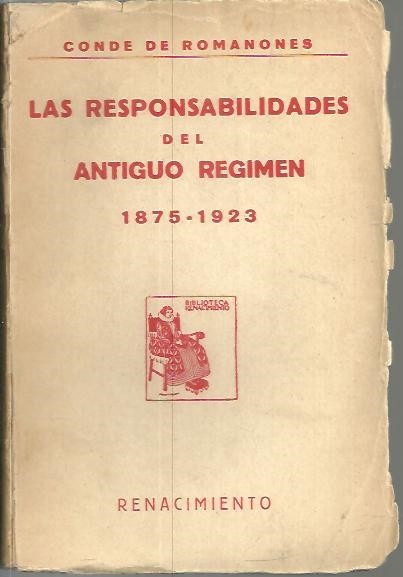 CONDE DE ROMANONES
LAS RESPONSABILIDADES
DEL
ANTIGUO REGIMEN
1875-1923
BIBLIOTECA
RENACIMIENTO
RENACIMIENTO